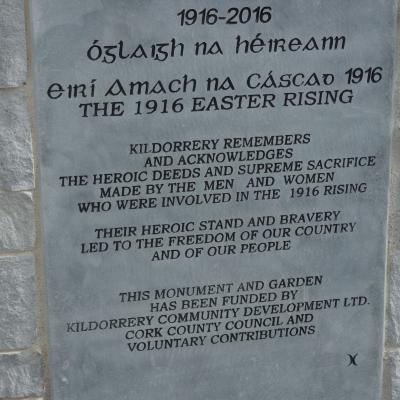 1916-2016
óglaigh na héireann
eirí amach na cáscad 1916
THE 1916 EASTER RISING
KILDORRERY REMEMBERS
AND ACKNOWLEDGES
THE HEROIC DEEDS AND SUPREME SACRIFICE
MADE BY THE MEN AND WOMEN
WHO WERE INVOLVED IN THE 1916 RISING
THEIR HEROIC STAND AND BRAVERY
LED TO THE FREEDOM OF OUR COUNTRY
AND OF OUR PEOPLE
THIS MONUMENT AND GARDEN
HAS BEEN FUNDED BY
KILDORRERY COMMUNITY DEVELOPMENT LTD.
CORK COUNTY COUNCIL AND
VOLUNTARY CONTRIBUTIONS